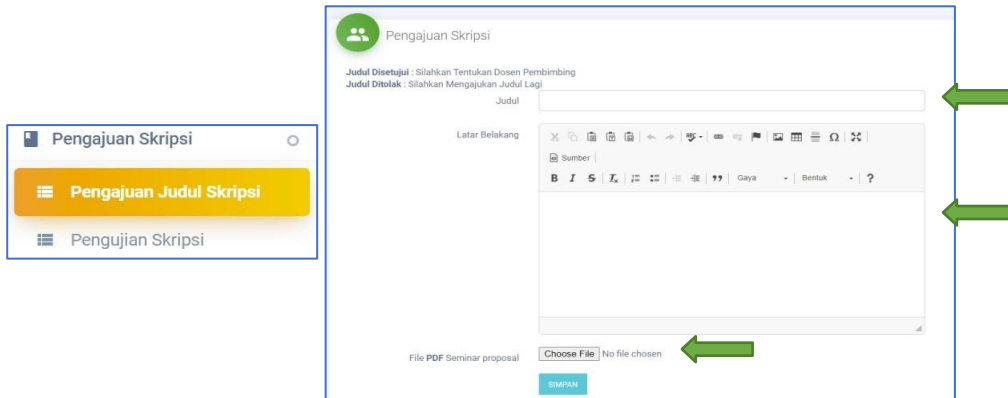 Pengajuan Skripsi
Pengajuan Judul Skripsi
Pengujian Skripsi
Pengajuan Skripsi
Judul Disetujui : Silahkan Tentukan Dosen Pembimbing
Judul Ditolak : Silahkan Mengajukan Judul Lagi
Judul
Latar Belakang
Sumber
B I S Ix Gaya Bentuk ?
File PDF Seminar proposal Choose File No file chosen
SIMPAN